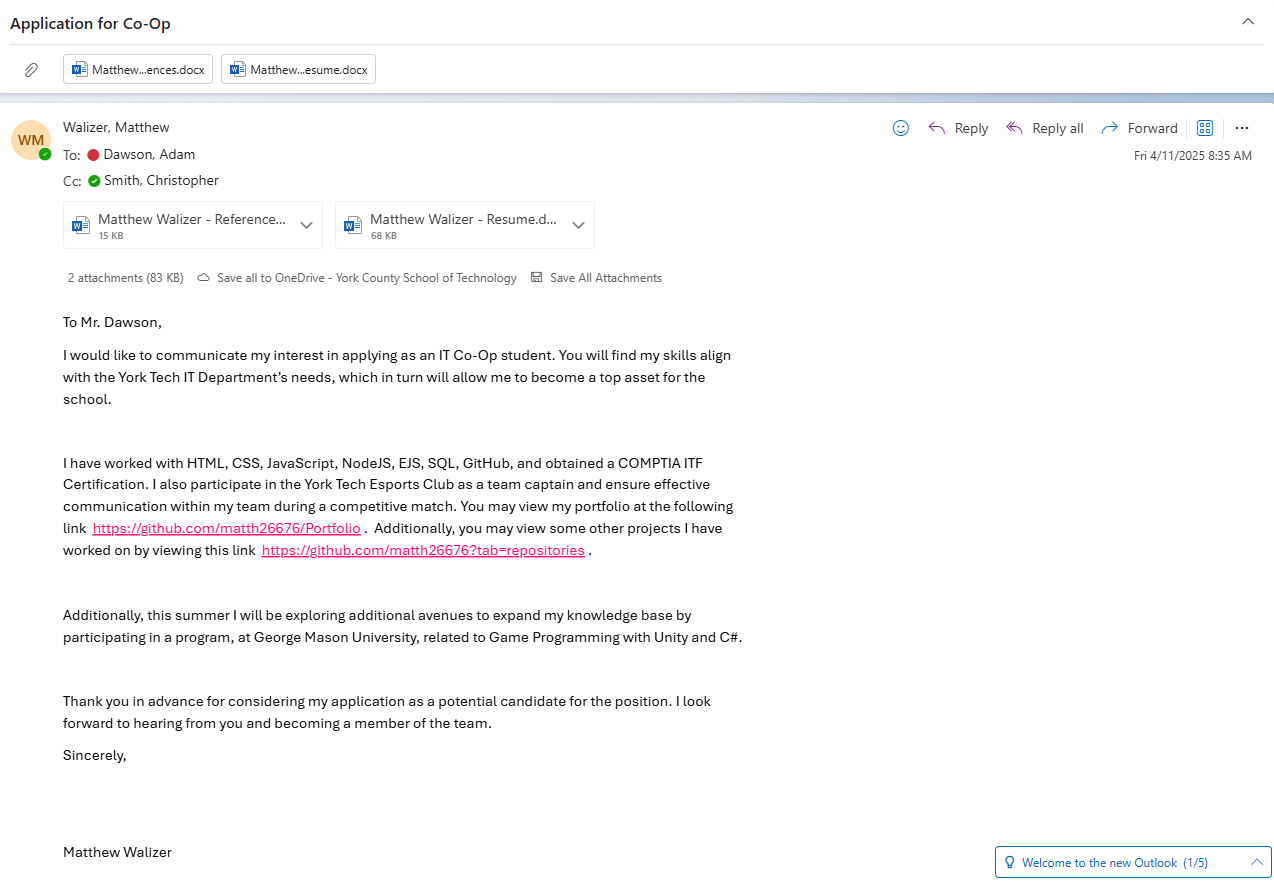 Application for Co-Op
Matthew...ences.docx
Matthew...esume.docx
WM
Walizer, Matthew
Reply
Reply all
Forward
To: Dawson, Adam
Fri 4/11/2025 8:35 AM
Cc: Smith, Christopher
Matthew Walizer - Reference...
15 KB
Matthew Walizer - Resume.d...
68 KB
2 attachments (83 KB)
Save all to OneDrive - York County School of Technology
Save All Attachments
To Mr. Dawson,
I would like to communicate my interest in applying as an IT Co-Op student. You will find my skills align
with the York Tech IT Department’s needs, which in turn will allow me to become a top asset for the
school.
I have worked with HTML, CSS, JavaScript, NodeJS, EJS, SQL, GitHub, and obtained a COMPTIA ITF
Certification. I also participate in the York Tech Esports Club as a team captain and ensure effective
communication within my team during a competitive match. You may view my portfolio at the following
link https://github.com/matth26676/Portfolio . Additionally, you may view some other projects I have
worked on by viewing this link https://github.com/matth26676?tab=repositories .
Additionally, this summer I will be exploring additional avenues to expand my knowledge base by
participating in a program, at George Mason University, related to Game Programming with Unity and C#.
Thank you in advance for considering my application as a potential candidate for the position. I look
forward to hearing from you and becoming a member of the team.
Sincerely,
Matthew Walizer
Welcome to the new Outlook (1/5)